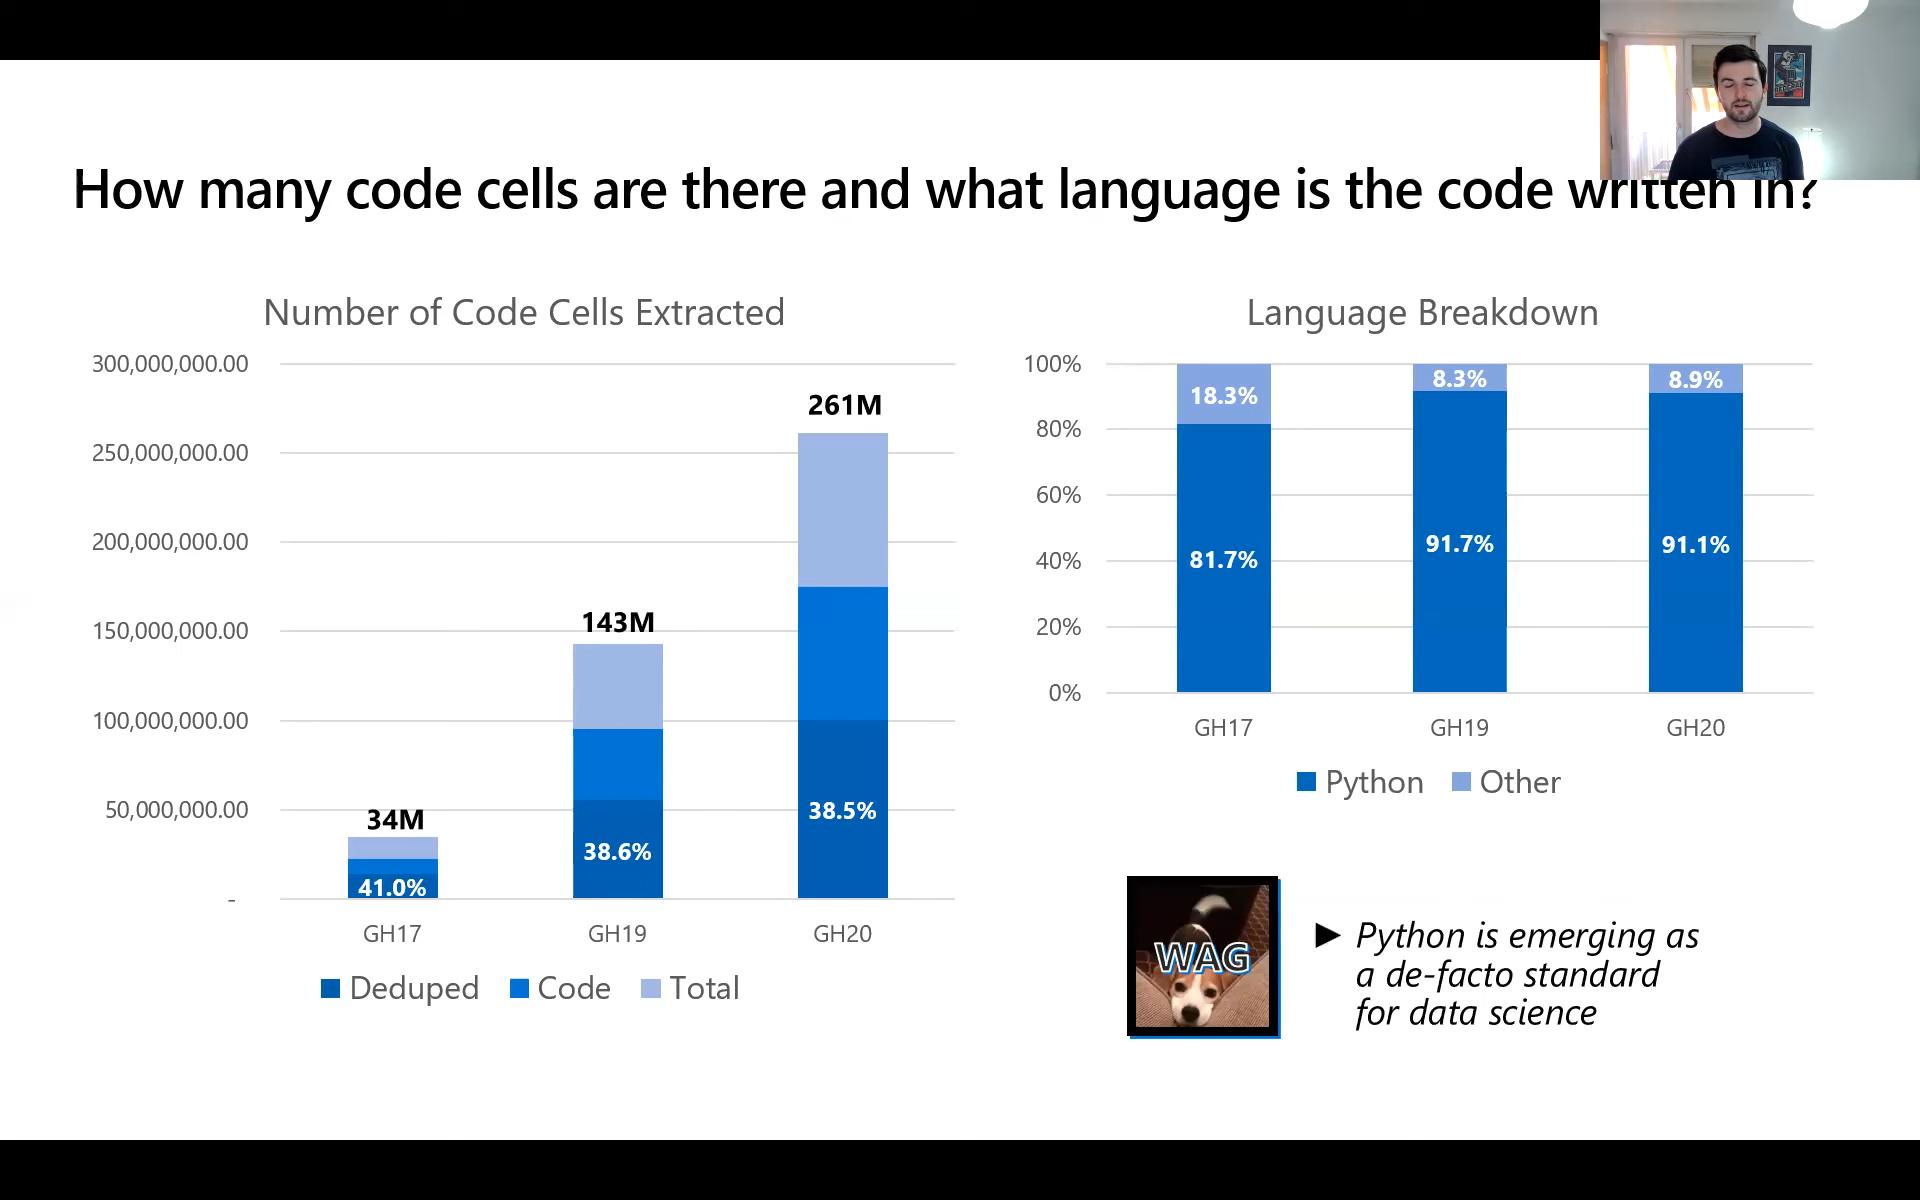 How many code cells are there and what language is the code written in?
Number of Code Cells Extracted
300,000,000.00
250,000,000.00
200,000,000.00
150,000,000.00
100,000,000.00
50,000,000.00
-
34M
41.0%
143M
38.6%
261M
38.5%
GH17
GH19
GH20
Deduped
Code
Total
Language Breakdown
100%
80%
60%
40%
20%
0%
18.3%
81.7%
8.3%
91.7%
8.9%
91.1%
GH17
GH19
GH20
Python
Other
WAG
► Python is emerging as
a de-facto standard
for data science